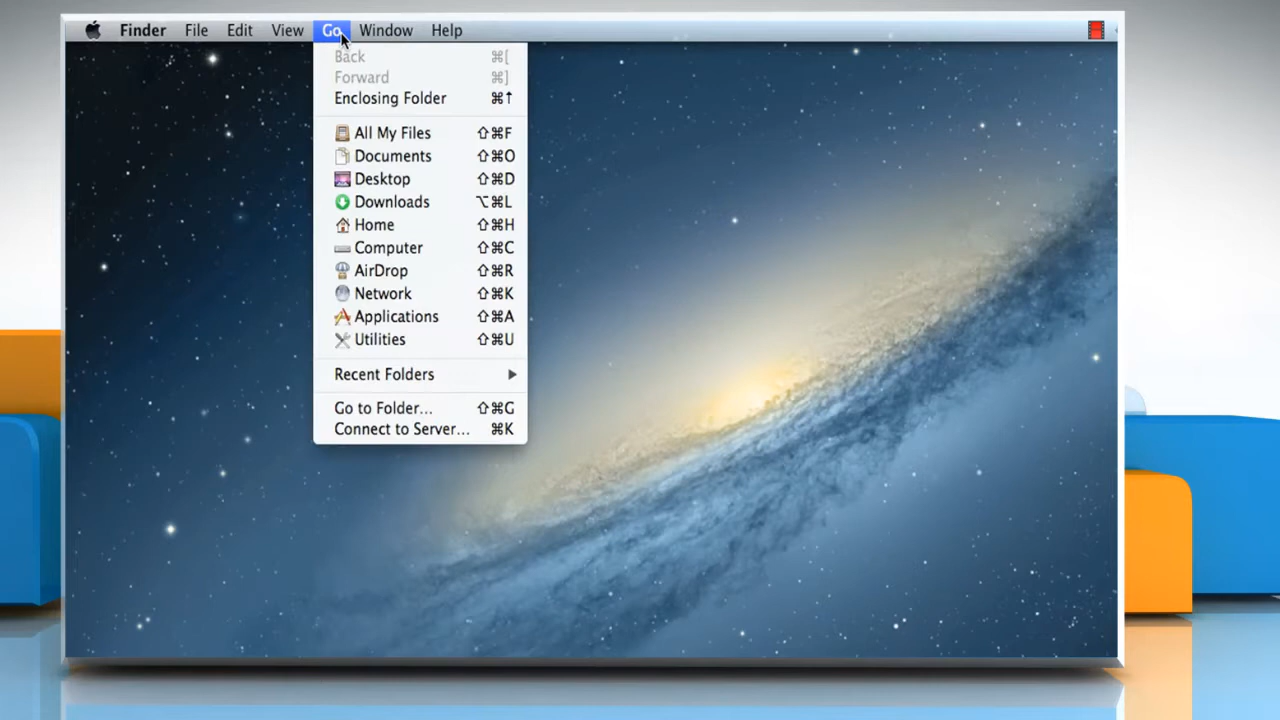 Finder File Edit View Go Window Help
Back ⌘[
Forward ⌘]
Enclosing Folder ⌘↑
All My Files ⇧⌘F
Documents ⇧⌘O
Desktop ⇧⌘D
Downloads ⌥⌘L
Home ⇧⌘H
Computer ⇧⌘C
AirDrop ⇧⌘R
Network ⇧⌘K
Applications ⇧⌘A
Utilities ⇧⌘U
Recent Folders ▶
Go to Folder... ⇧⌘G
Connect to Server... ⌘K